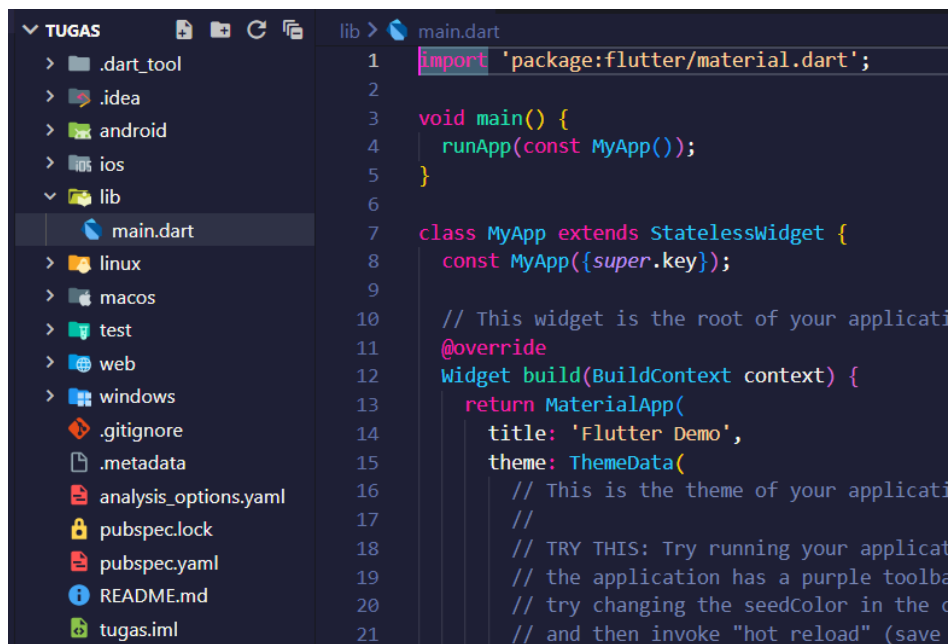 TUGAS
.dart_tool
.idea
android
ios
lib
main.dart
linux
macos
test
web
windows
.gitignore
.metadata
analysis_options.yaml
pubspec.lock
pubspec.yaml
README.md
tugas.iml
lib > main.dart
1 import 'package:flutter/material.dart';
2
3 void main() {
4   runApp(const MyApp());
5 }
6
7 class MyApp extends StatelessWidget {
8   const MyApp({super.key});
9
10   // This widget is the root of your applicati
11   @override
12   Widget build(BuildContext context) {
13     return MaterialApp(
14       title: 'Flutter Demo',
15       theme: ThemeData(
16         // This is the theme of your applicati
17         //
18         // TRY THIS: Try running your applicat
19         // the application has a purple toolba
20         // try changing the seedColor in the c
21         // and then invoke "hot reload" (save